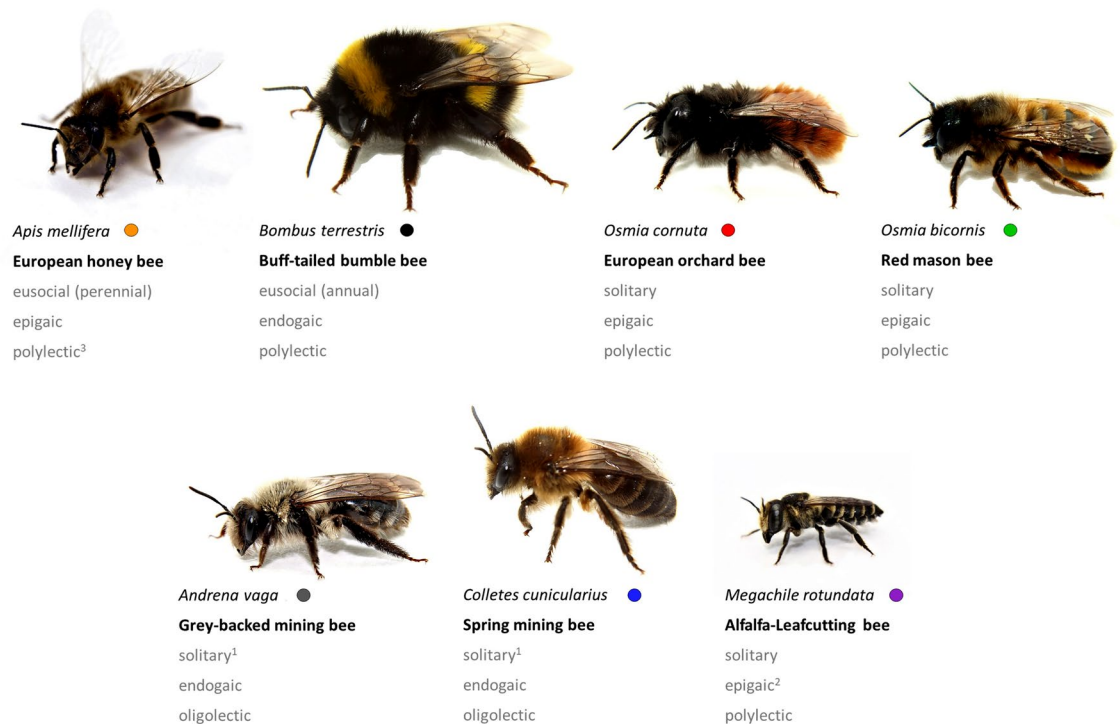 Apis mellifera
European honey bee
eusocial (perennial)
epigaic
polylectic³
Bombus terrestris
Buff-tailed bumble bee
eusocial (annual)
endogaic
polylectic
Osmia cornuta
European orchard bee
solitary
epigaic
polylectic
Osmia bicornis
Red mason bee
solitary
epigaic
polylectic
Andrena vaga
Grey-backed mining bee
solitary¹
endogaic
oligolectic
Colletes cunicularius
Spring mining bee
solitary¹
endogaic
oligolectic
Megachile rotundata
Alfalfa-Leafcutting bee
solitary
epigaic²
polylectic